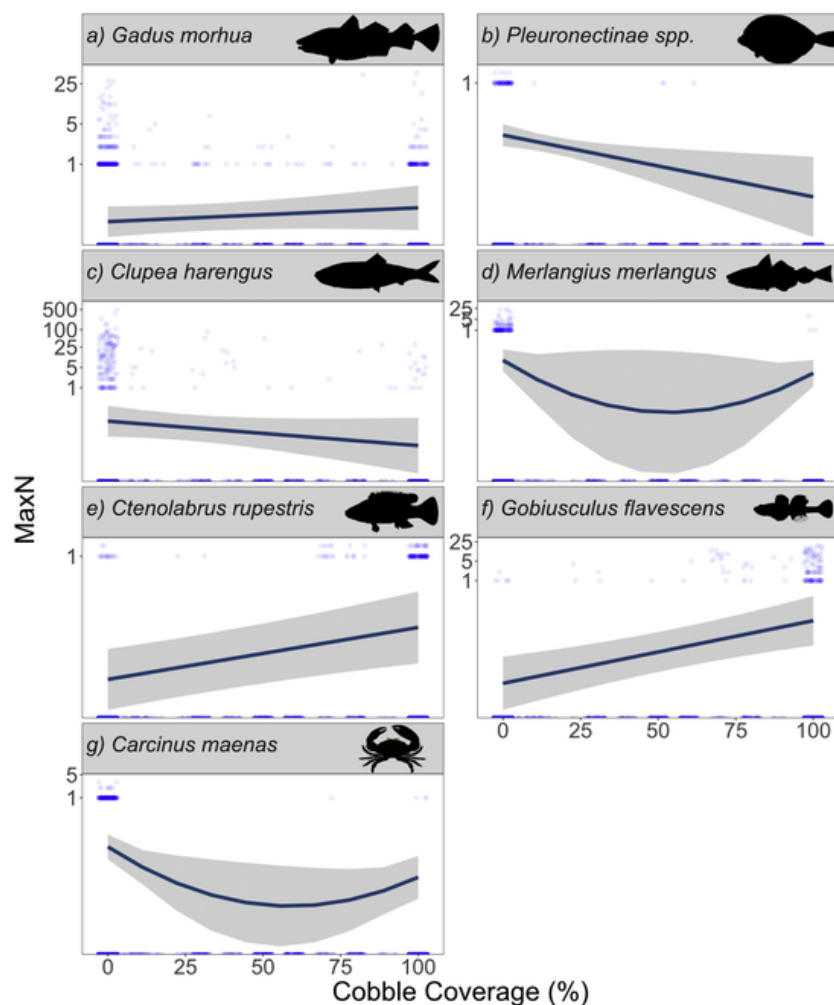 a) Gadus morhua
b) Pleuronectinae spp.
25
5
1
1
c) Clupea harengus
d) Merlangius merlangus
500
100
25
5
1
25
5
1
MaxN
e) Ctenolabrus rupestris
f) Gobiusculus flavescens
1
25
5
1
0 25 50 75 100
g) Carcinus maenas
5
1
0 25 50 75 100
Cobble Coverage (%)